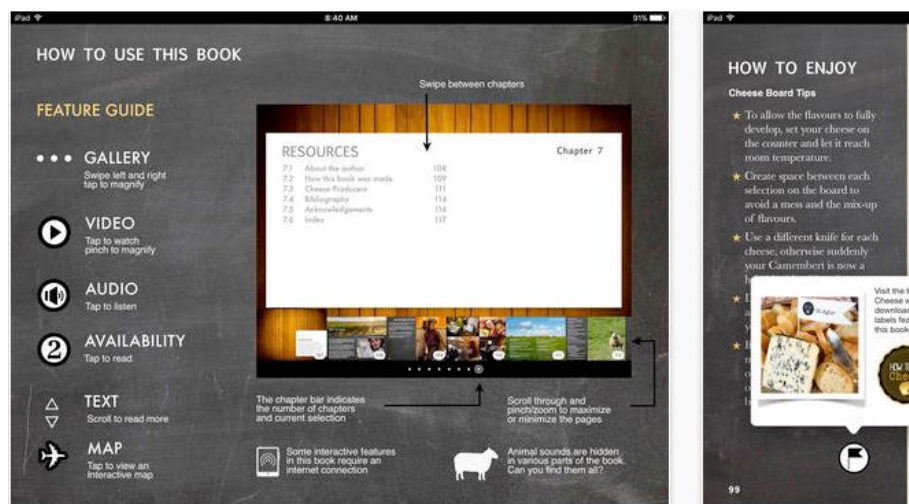 iPad
8:40 AM
91%
HOW TO USE THIS BOOK
FEATURE GUIDE
GALLERY
Swipe left and right
tap to magnify
VIDEO
Tap to watch
pinch to magnify
AUDIO
Tap to listen
2
AVAILABILITY
Tap to read
TEXT
Scroll to read more
MAP
Tap to view an
Interactive map
Swipe between chapters
RESOURCES
Chapter 7
7.1 About the author 108
7.2 How this book was made 109
7.3 Cheese Producers 111
7.4 Bibliography 114
7.5 Acknowledgements 116
7.6 Index 117
The chapter bar indicates
the number of chapters
and current selection
Scroll through and
pinch/zoom to maximize
or minimize the pages
Some interactive features
in this book require an
internet connection
Animal sounds are hidden
in various parts of the book.
Can you find them all?
iPad
HOW TO ENJOY
Cheese Board Tips
★ To allow the flavours to fully
develop, set your cheese on
the counter and let it reach
room temperature.
★ Create space between each
selection on the board to
avoid a mess and the mix-up
of flavours.
★ Use a different knife for each
cheese, otherwise suddenly
your Camembert is now a
Visit the
Cheese
download
labels
this book
99